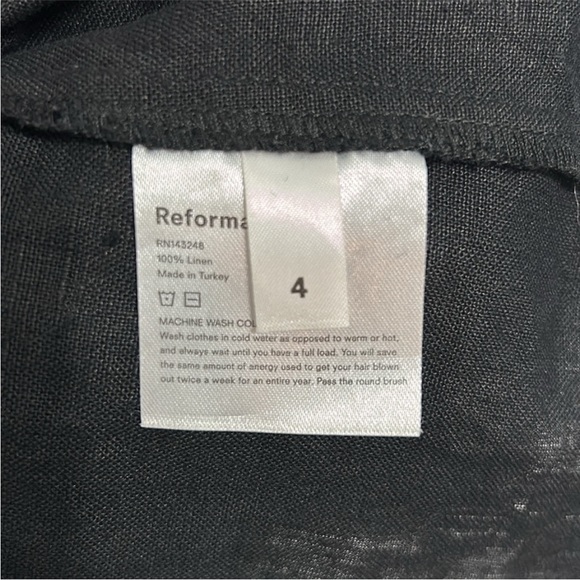 Reforma
RN143248
100% Linen
Made in Turkey
4
MACHINE WASH COL
Wash clothes in cold water as opposed to warm or hot,
and always wait until you have a full load. You will save
the same amount of energy used to get your hair blown
out twice a week for an entire year. Pass the round brush